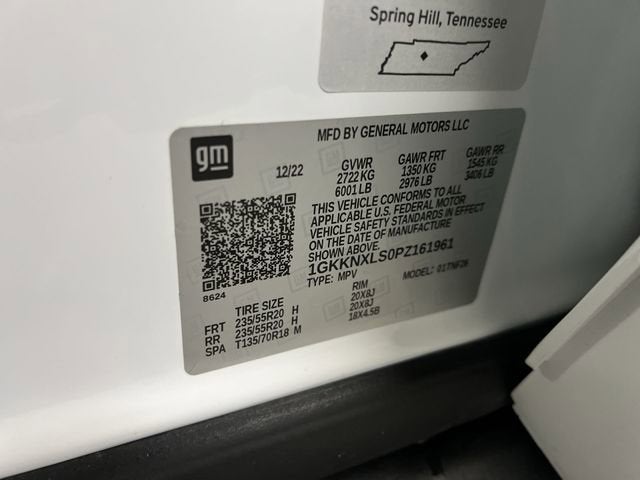 Spring Hill, Tennessee
MFD BY GENERAL MOTORS LLC
gm
12/22
GVWR GAWR FRT GAWR RR
2722 KG 1350 KG 1545 KG
6001 LB 2976 LB 3406 LB
THIS VEHICLE CONFORMS TO ALL
APPLICABLE U.S. FEDERAL MOTOR
VEHICLE SAFETY STANDARDS IN EFFECT
ON THE DATE OF MANUFACTURE
SHOWN ABOVE.
1GKKNXLS0PZ161961
TYPE: MPV MODEL: 01TNF26
8624
TIRE SIZE RIM
FRT 235/55R20 H 20X8J
RR 235/55R20 H 20X8J
SPA T135/70R18 M 18X4.5B